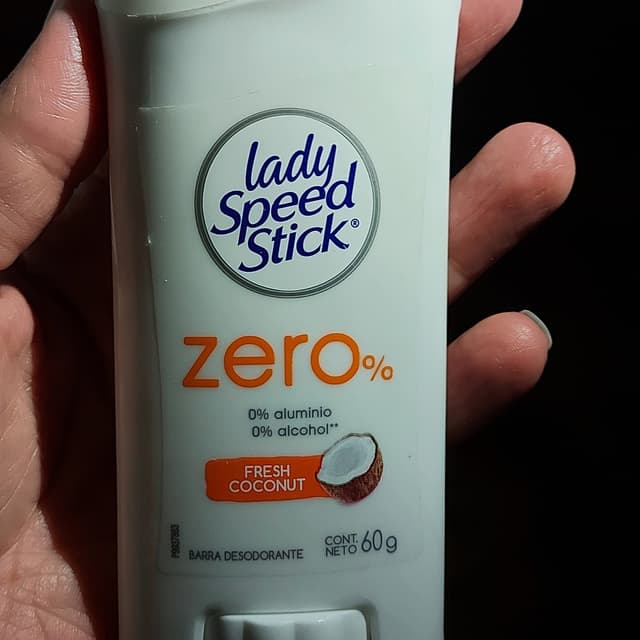 lady
Speed
Stick®
zero%
0% aluminio
0% alcohol**
FRESH
COCONUT
BARRA DESODORANTE
CONT.
NETO 60g